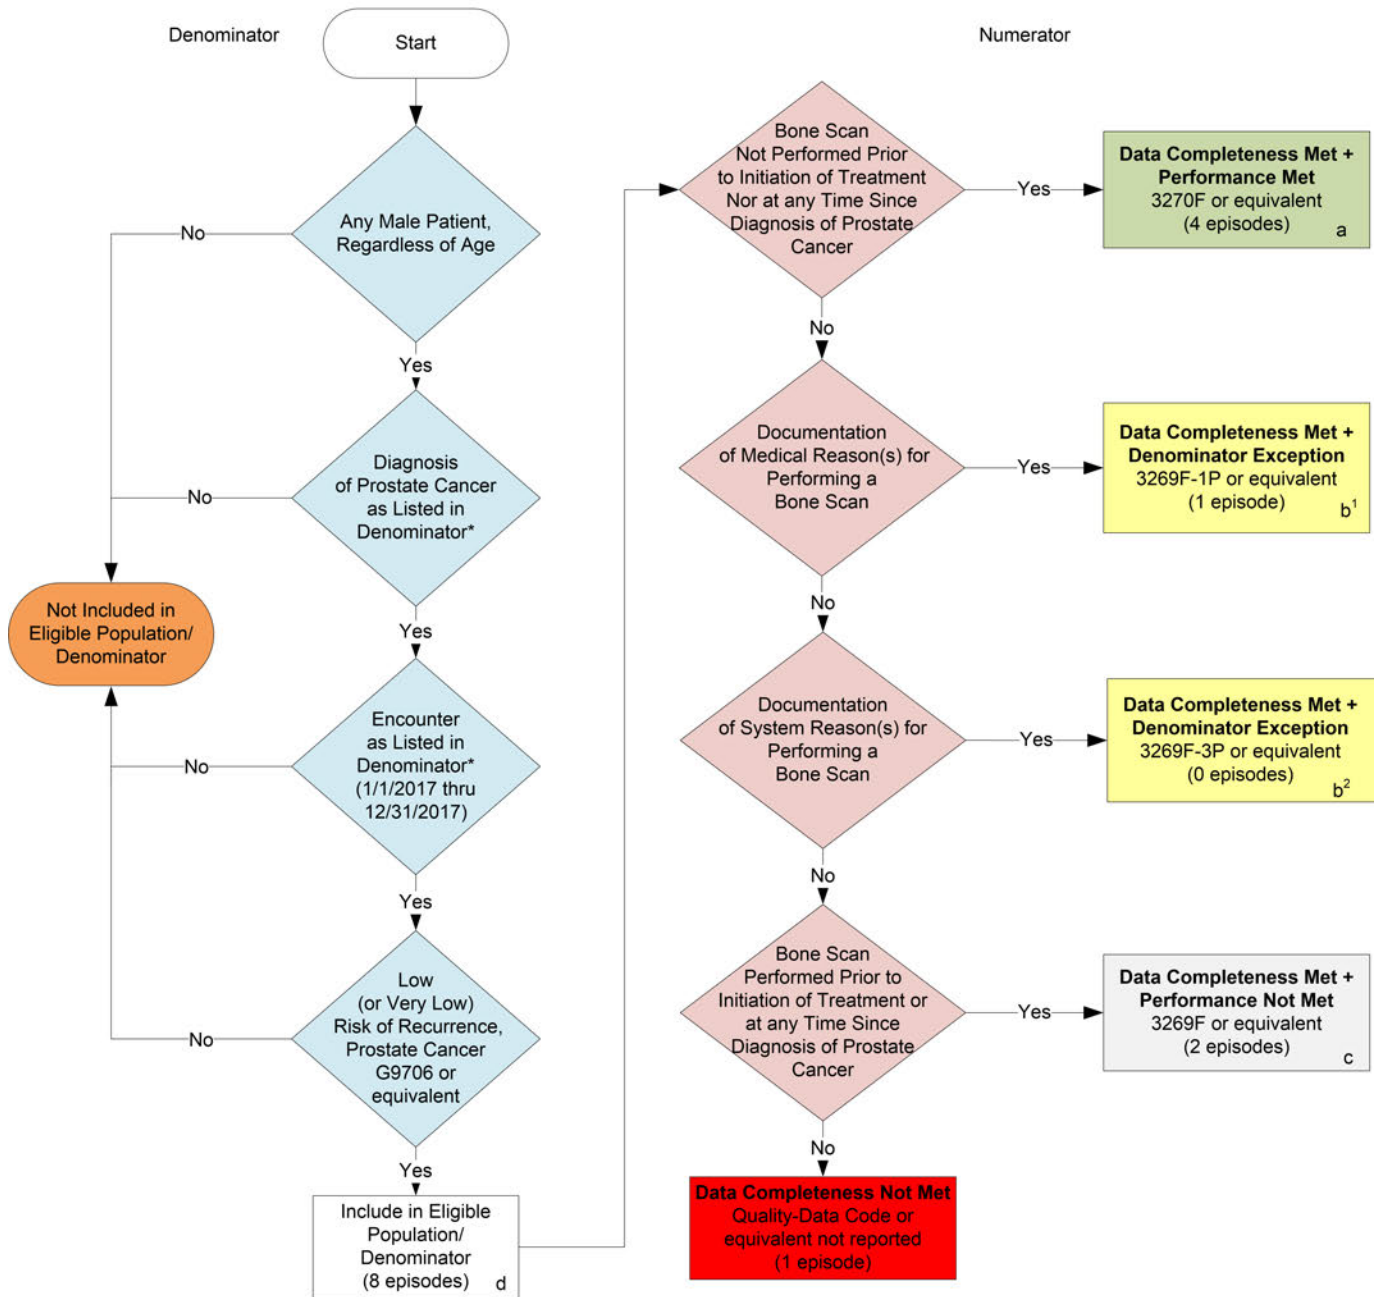 Denominator
Start
Any Male Patient,
Regardless of Age
No
Yes
Diagnosis
of Prostate Cancer
as Listed in
Denominator*
No
Yes
Not Included in
Eligible Population/
Denominator
Encounter
as Listed in
Denominator*
(1/1/2017 thru
12/31/2017)
No
Yes
Low
(or Very Low)
Risk of Recurrence,
Prostate Cancer
G9706 or
equivalent
No
Yes
Include in Eligible
Population/
Denominator
(8 episodes)
d
Numerator
Bone Scan
Not Performed Prior
to Initiation of Treatment
Nor at any Time Since
Diagnosis of Prostate
Cancer
Yes
Data Completeness Met +
Performance Met
3270F or equivalent
(4 episodes)
a
No
Documentation
of Medical Reason(s) for
Performing a
Bone Scan
Yes
Data Completeness Met +
Denominator Exception
3269F-1P or equivalent
(1 episode)
b¹
No
Documentation
of System Reason(s) for
Performing a
Bone Scan
Yes
Data Completeness Met +
Denominator Exception
3269F-3P or equivalent
(0 episodes)
b²
No
Bone Scan
Performed Prior to
Initiation of Treatment or
at any Time Since
Diagnosis of Prostate
Cancer
Yes
Data Completeness Met +
Performance Not Met
3269F or equivalent
(2 episodes)
c
No
Data Completeness Not Met
Quality-Data Code or
equivalent not reported
(1 episode)